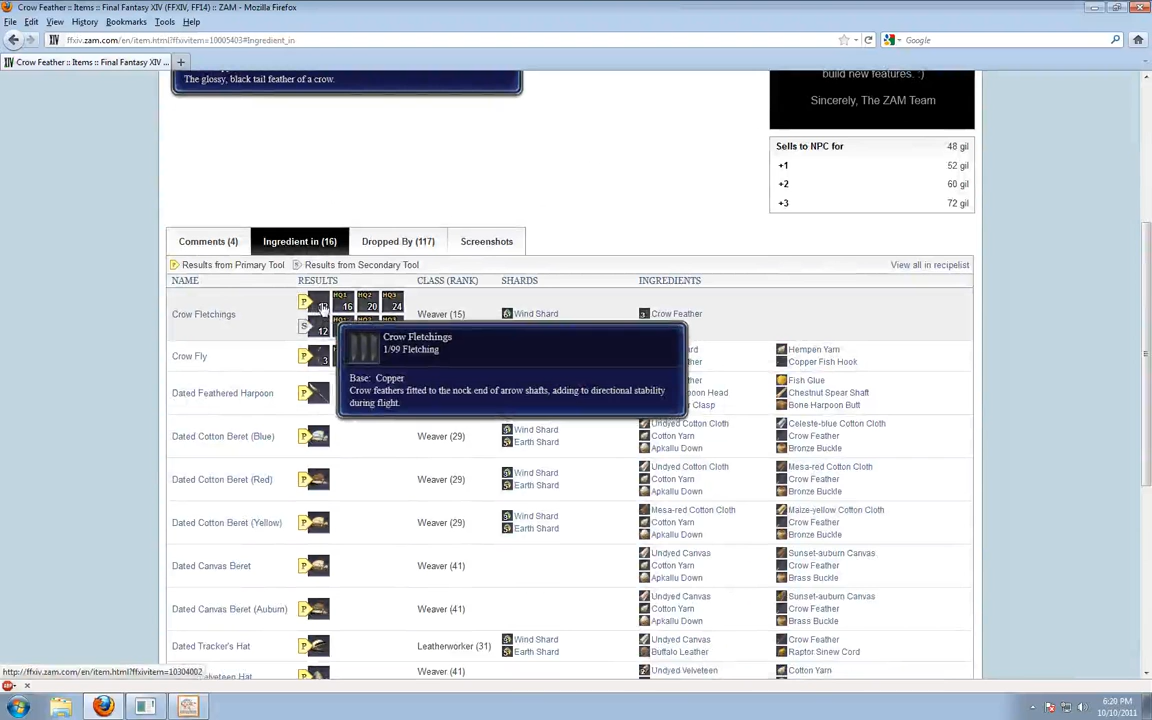 Crow Feather :: Items :: Final Fantasy XIV (FFXIV, FF14) :: ZAM - Mozilla Firefox
File Edit View History Bookmarks Tools Help
XIV ffxiv.zam.com/en/item.html?ffxivitem=10005403#Ingredient_in Google
XIV Crow Feather :: Items :: Final Fantasy XIV ...
The glossy, black tail feather of a crow.
build new features. :)
Sincerely, The ZAM Team
Sells to NPC for 48 gil
+1 52 gil
+2 60 gil
+3 72 gil
Comments (4) Ingredient in (16) Dropped By (117) Screenshots
P Results from Primary Tool S Results from Secondary Tool View all in recipelist
NAME RESULTS CLASS (RANK) SHARDS INGREDIENTS
Crow Fletchings P HQ1 16 HQ2 20 HQ3 24 Weaver (15) Wind Shard 3 Crow Feather
S 12
Crow Fletchings
1/99 Fletching
Base: Copper
Crow feathers fitted to the nock end of arrow shafts, adding to directional stability
during flight.
Crow Fly P 3 Hempen Yarn
Copper Fish Hook
Dated Feathered Harpoon P Fish Glue
Chestnut Spear Shaft
Clasp Bone Harpoon Butt
Dated Cotton Beret (Blue) P Weaver (29) Wind Shard Earth Shard Undyed Cotton Cloth Celeste-blue Cotton Cloth
Cotton Yarn Crow Feather
Apkallu Down Bronze Buckle
Dated Cotton Beret (Red) P Weaver (29) Wind Shard Earth Shard Undyed Cotton Cloth Mesa-red Cotton Cloth
Cotton Yarn Crow Feather
Apkallu Down Bronze Buckle
Dated Cotton Beret (Yellow) P Weaver (29) Wind Shard Earth Shard Mesa-red Cotton Cloth Maize-yellow Cotton Cloth
Cotton Yarn Crow Feather
Apkallu Down Bronze Buckle
Dated Canvas Beret P Weaver (41) Undyed Canvas Sunset-auburn Canvas
Cotton Yarn Crow Feather
Apkallu Down Brass Buckle
Dated Canvas Beret (Auburn) P Weaver (41) Undyed Canvas Sunset-auburn Canvas
Cotton Yarn Crow Feather
Apkallu Down Brass Buckle
Dated Tracker's Hat P Leatherworker (31) Wind Shard Earth Shard Undyed Canvas Crow Feather
Buffalo Leather Raptor Sinew Cord
Velveteen Hat P Weaver (41) Undyed Velveteen Cotton Yarn
http://ffxiv.zam.com/en/item.html?ffxivitem=10304002
6:20 PM
10/10/2011